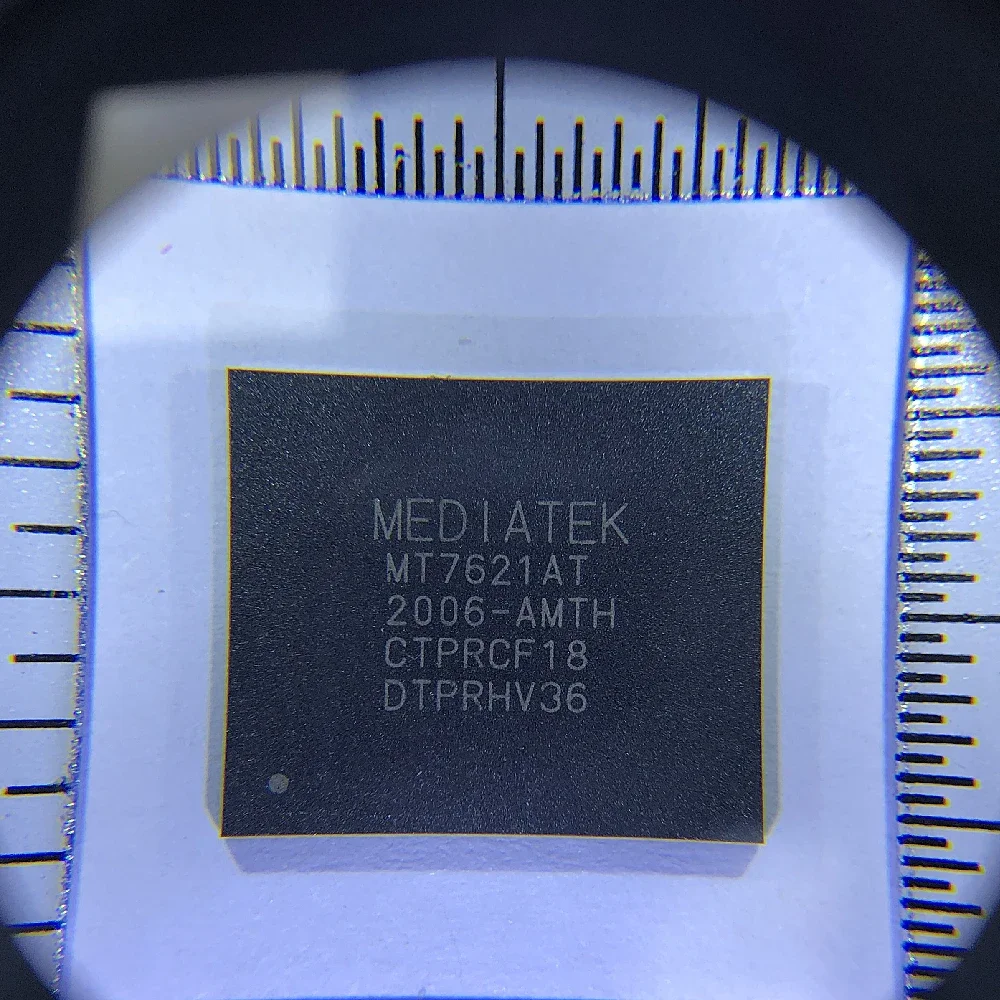 MEDIATEK
MT7621AT
2006-AMTH
CTPRCF18
DTPRHV36